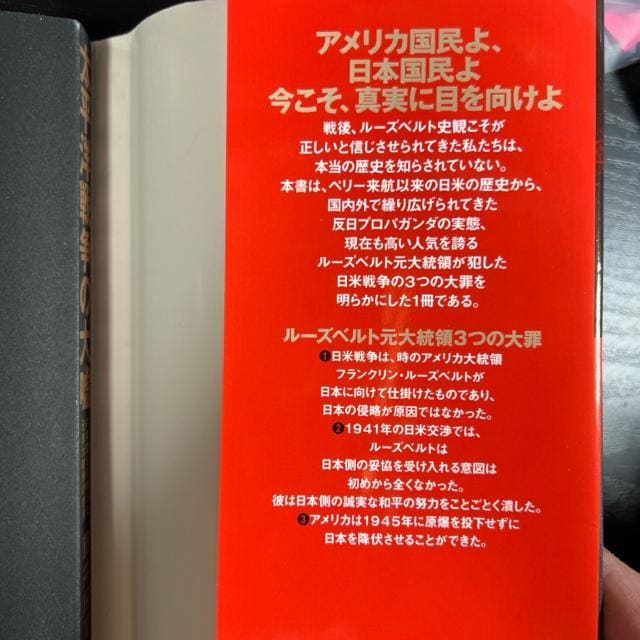 アメリカ国民よ、
日本国民よ
今こそ、真実に目を向けよ
戦後、ルーズベルト史観こそが
正しいと信じさせられてきた私たちは、
本当の歴史を知らされていない。
本書は、ペリー来航以来の日米の歴史から、
国内外で繰り広げられてきた
反日プロパガンダの実態、
現在も高い人気を誇る
ルーズベルト元大統領が犯した
日米戦争の3つの大罪を
明らかにした1冊である。
ルーズベルト元大統領3つの大罪
❶日米戦争は、時のアメリカ大統領
フランクリン・ルーズベルトが
日本に向けて仕掛けたものであり、
日本の侵略が原因ではなかった。
❷1941年の日米交渉では、
ルーズベルトは
日本側の妥協を受け入れる意図は
初めから全くなかった。
彼は日本側の誠実な和平の努力をことごとく潰した。
❸アメリカは1945年に原爆を投下せずに
日本を降伏させることができた。